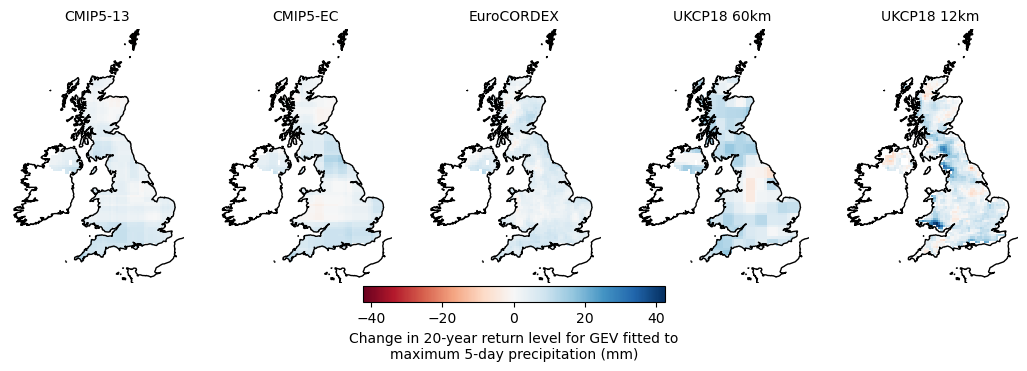 CMIP5-13
CMIP5-EC
EuroCORDEX
UKCP18 60km
UKCP18 12km
−40
−20
0
20
40
Change in 20-year return level for GEV fitted to
maximum 5-day precipitation (mm)